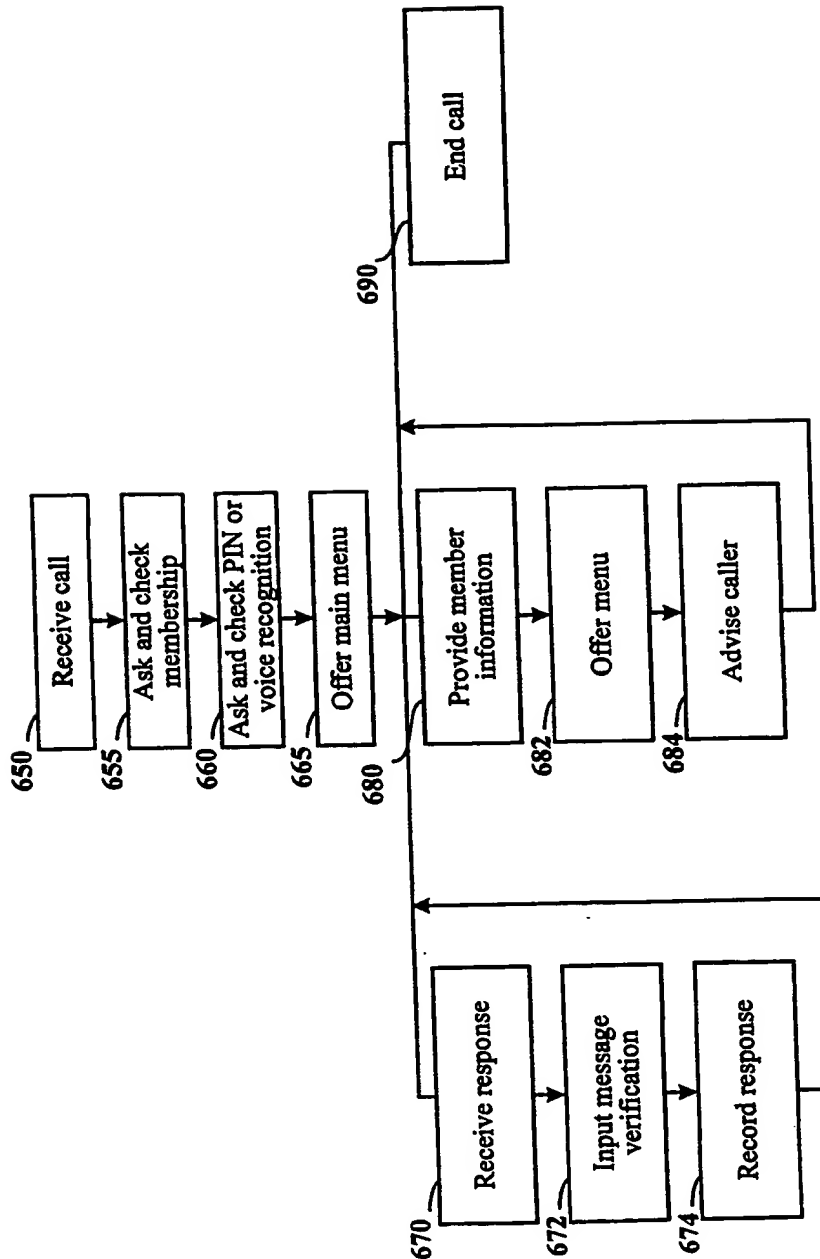 650
Receive call
655
Ask and check
membership
660
Ask and check PIN or
voice recognition
665
Offer main menu
670
Receive response
672
Input message
verification
674
Record response
680
Provide member
information
682
Offer menu
684
Advise caller
690
End call